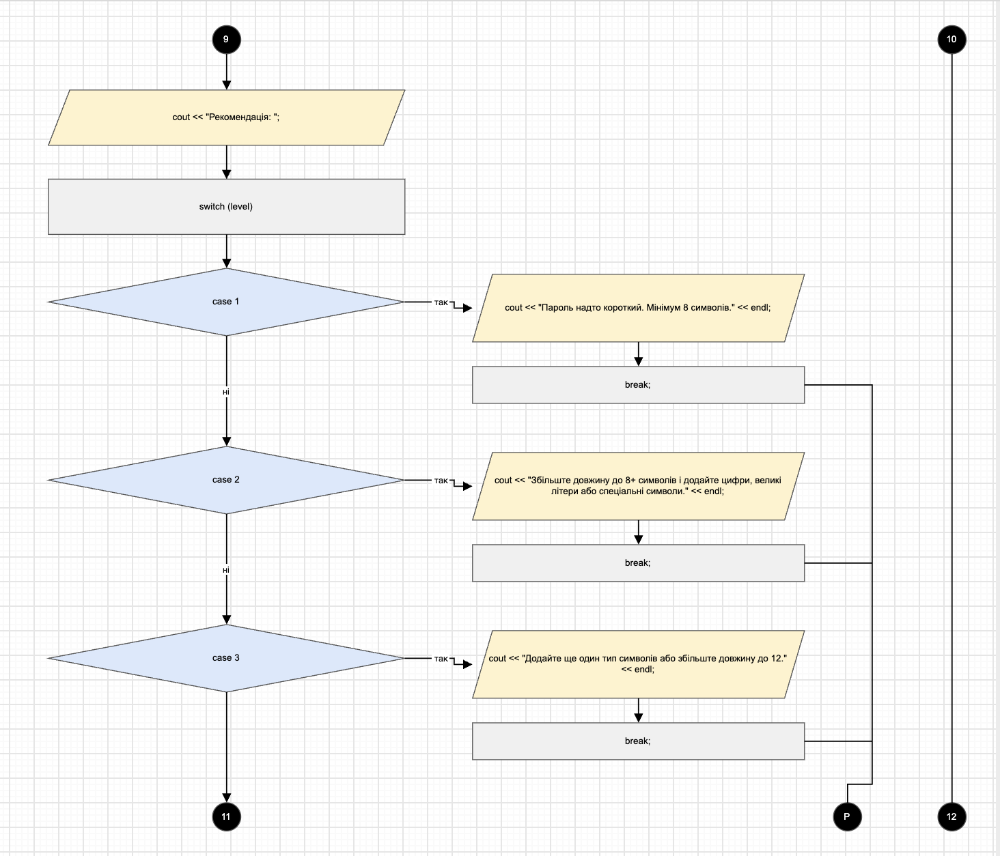 9
10
cout << "Рекомендація: ";
switch (level)
case 1
так
cout << "Пароль надто короткий. Мінімум 8 символів." << endl;
break;
ні
case 2
так
cout << "Збільште довжину до 8+ символів і додайте цифри, великі
літери або спеціальні символи." << endl;
break;
ні
case 3
так
cout << "Додайте ще один тип символів або збільште довжину до 12."
<< endl;
break;
11
P
12